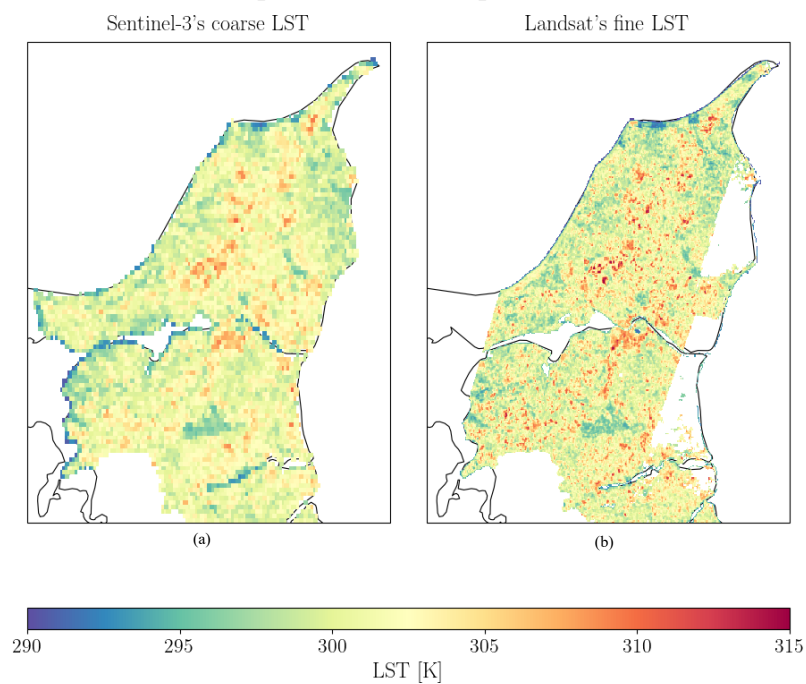 Sentinel-3's coarse LST
Landsat's fine LST
(a)
(b)
290
295
300
305
310
315
LST [K]